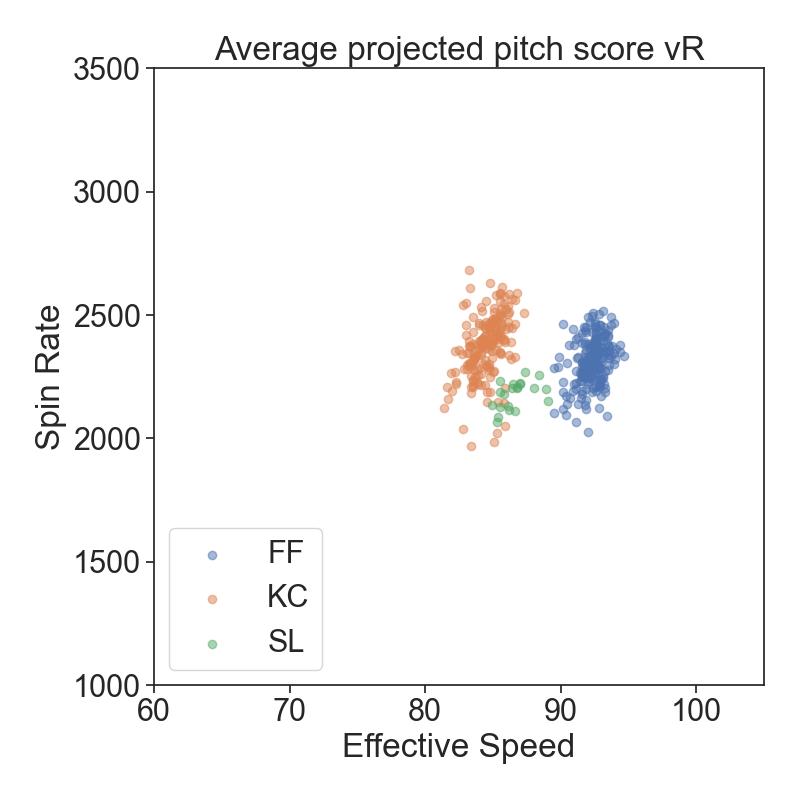 Average projected pitch score vR
3500
3000
2500
2000
1500
1000
Spin Rate
FF
KC
SL
60 70 80 90 100
Effective Speed